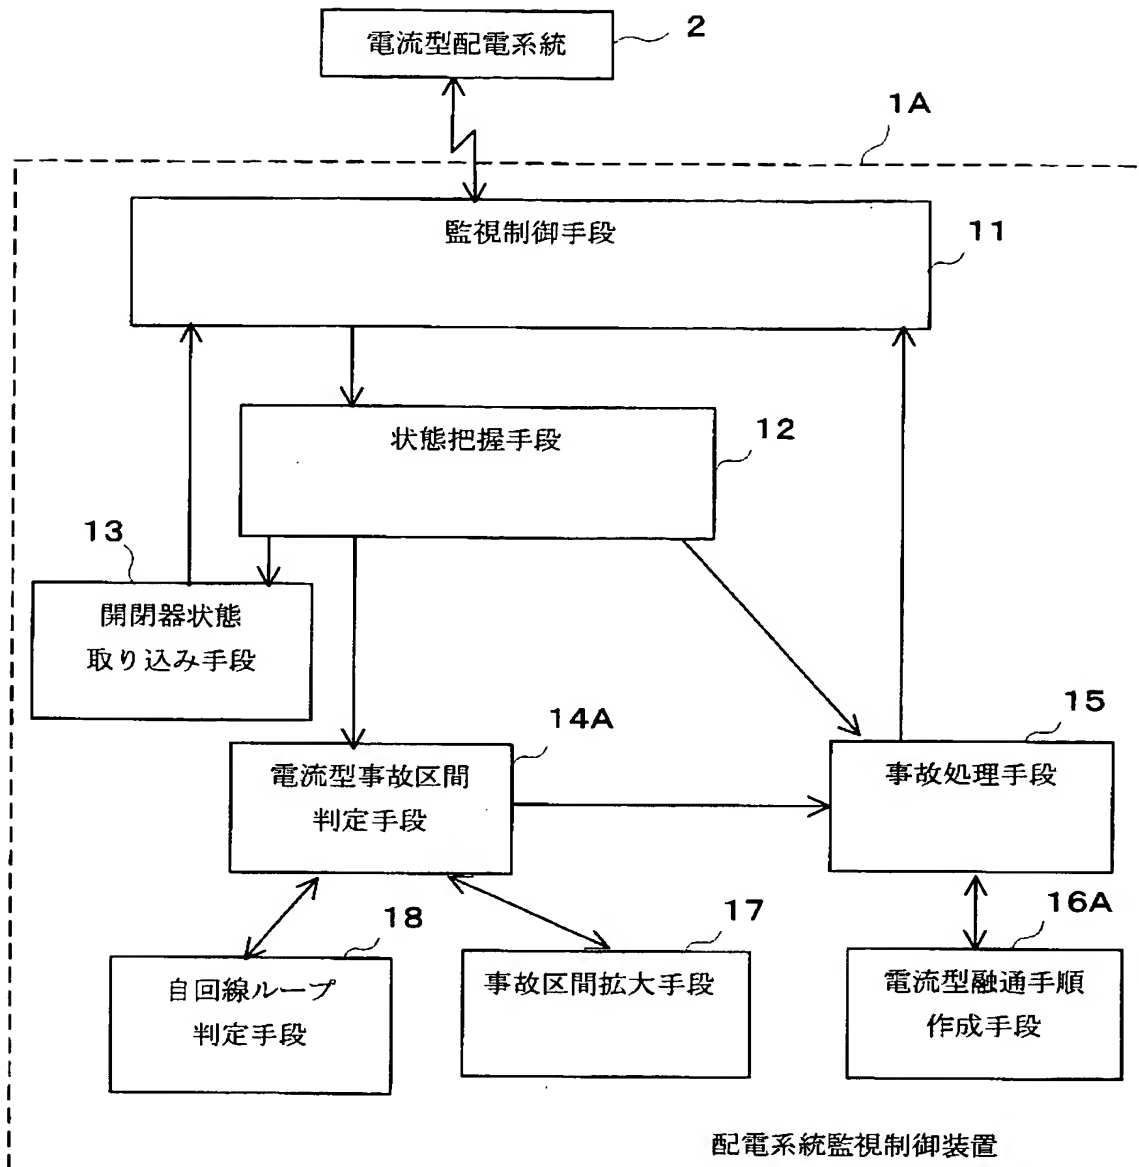 電流型配電系統
2
1A
監視制御手段
11
状態把握手段
12
13
開閉器状態
取り込み手段
14A
電流型事故区間
判定手段
15
事故処理手段
18
自回線ループ
判定手段
17
事故区間拡大手段
16A
電流型融通手順
作成手段
配電系統監視制御装置